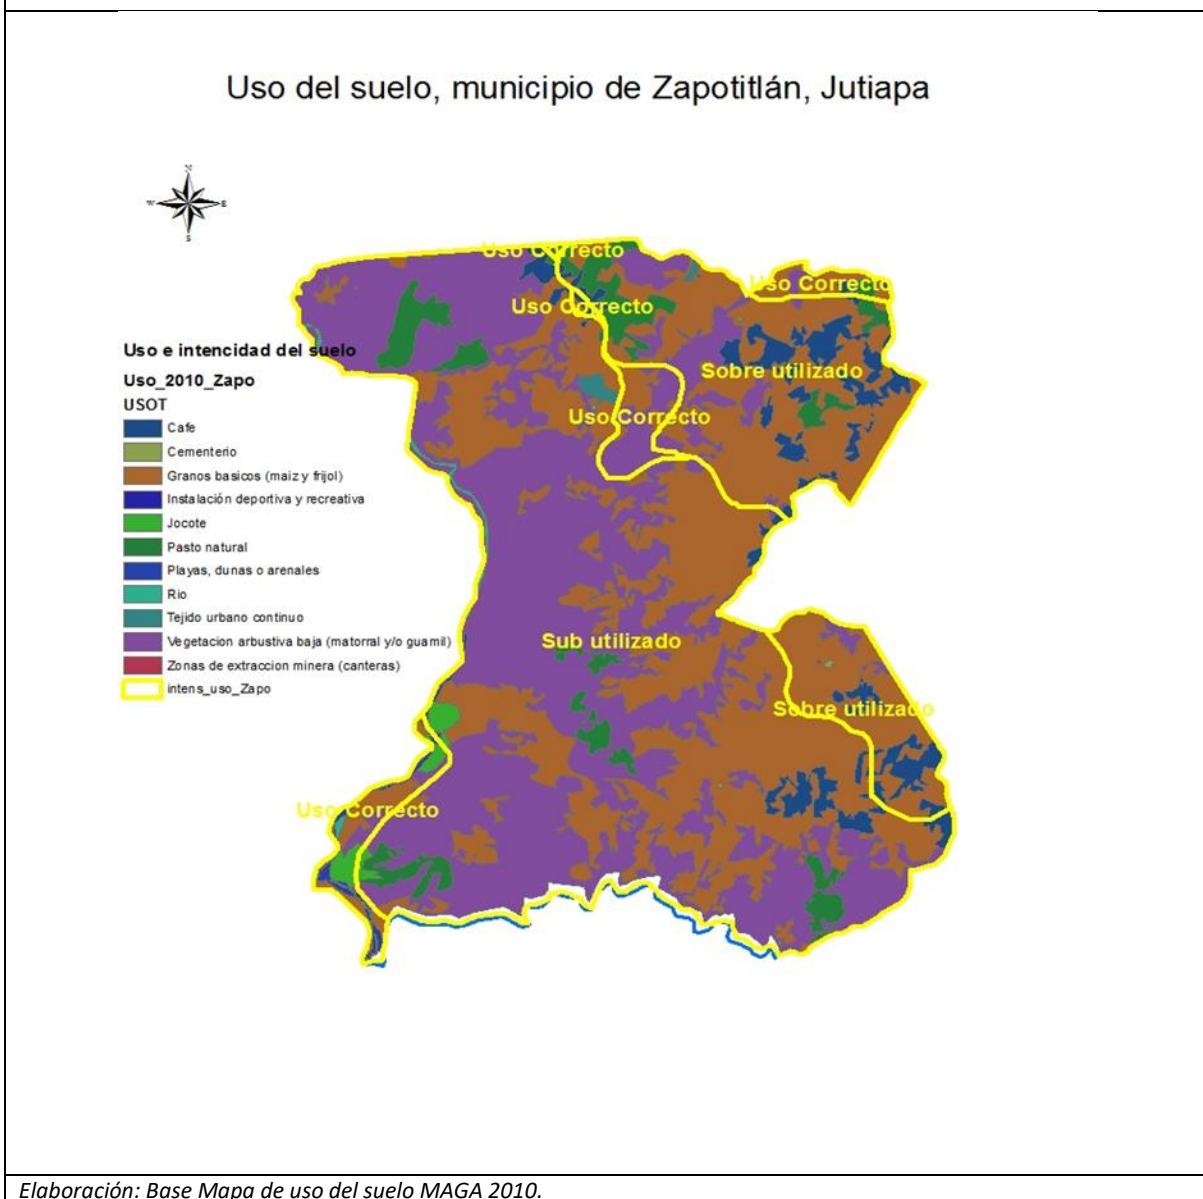 Uso del suelo, municipio de Zapotitlán, Jutiapa
N
W E
S
Uso Correcto
Uso Correcto
Uso Correcto
Sobre utilizado
Uso Correcto
Sub utilizado
Sobre utilizado
Uso Correcto
Uso e intencidad del suelo
Uso_2010_Zapo
USOT
Cafe
Cementerio
Granos basicos (maiz y frijol)
Instalación deportiva y recreativa
Jocote
Pasto natural
Playas, dunas o arenales
Rio
Tejido urbano continuo
Vegetacion arbustiva baja (matorral y/o guamil)
Zonas de extraccion minera (canteras)
intens_uso_Zapo
Elaboración: Base Mapa de uso del suelo MAGA 2010.